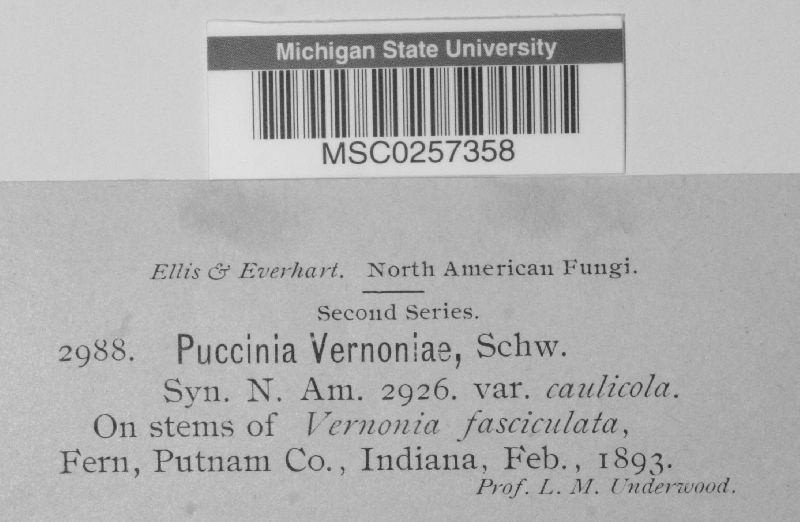 Michigan State University
MSC0257358
Ellis & Everhart. North American Fungi.
Second Series.
2988. Puccinia Vernoniae, Schw.
Syn. N. Am. 2926. var. caulicola.
On stems of Vernonia fasciculata,
Fern, Putnam Co., Indiana, Feb., 1893.
Prof. L. M. Underwood.